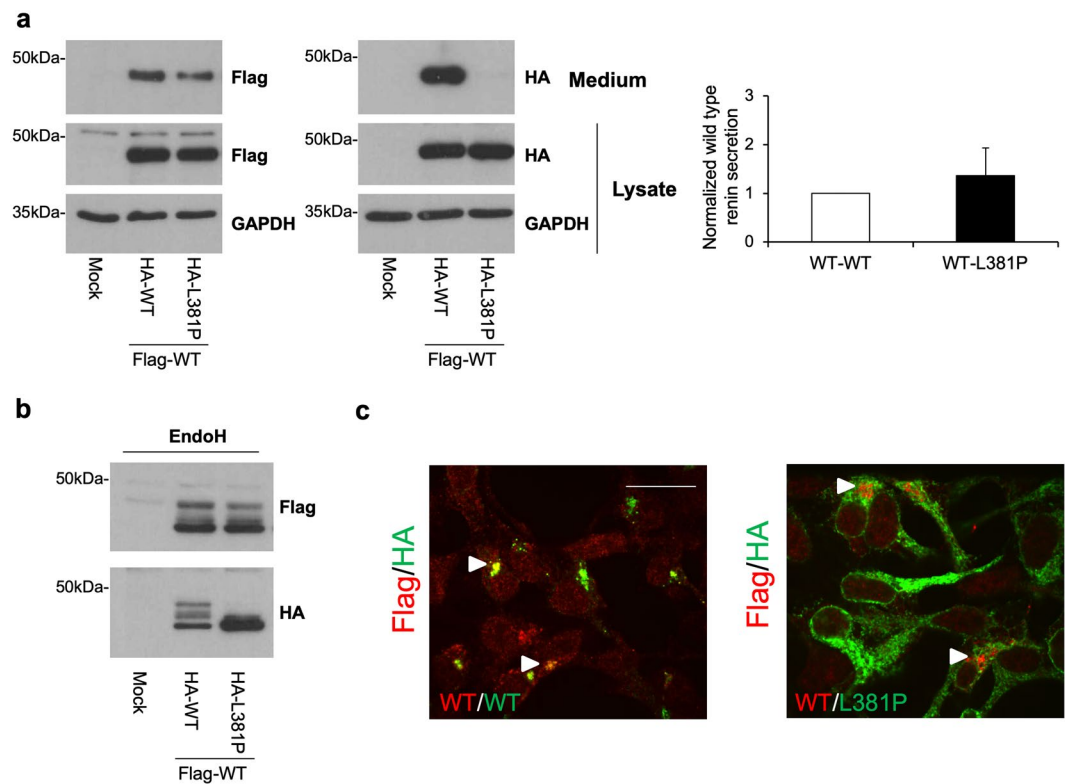 a
50kDa-
Flag
50kDa-
HA
Medium
50kDa-
Flag
50kDa-
HA
Lysate
35kDa-
GAPDH
35kDa-
GAPDH
Mock
HA-WT
HA-L381P
Flag-WT
Mock
HA-WT
HA-L381P
Flag-WT
Normalized wild type
renin secretion
3
2
1
0
WT-WT
WT-L381P
b
EndoH
50kDa-
Flag
50kDa-
HA
Mock
HA-WT
HA-L381P
Flag-WT
c
Flag/HA
WT/WT
Flag/HA
WT/L381P